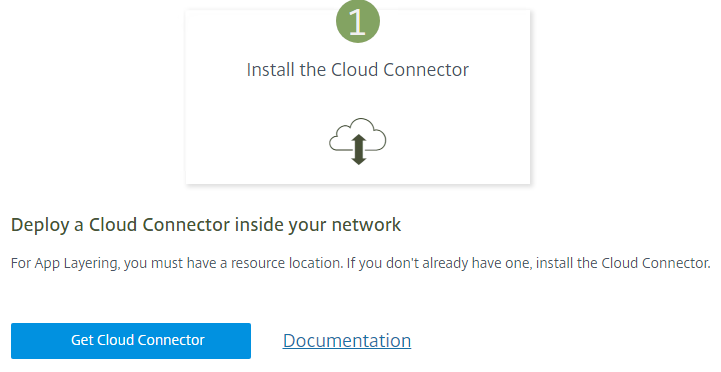 1
Install the Cloud Connector
Deploy a Cloud Connector inside your network
For App Layering, you must have a resource location. If you don't already have one, install the Cloud Connector.
Get Cloud Connector
Documentation